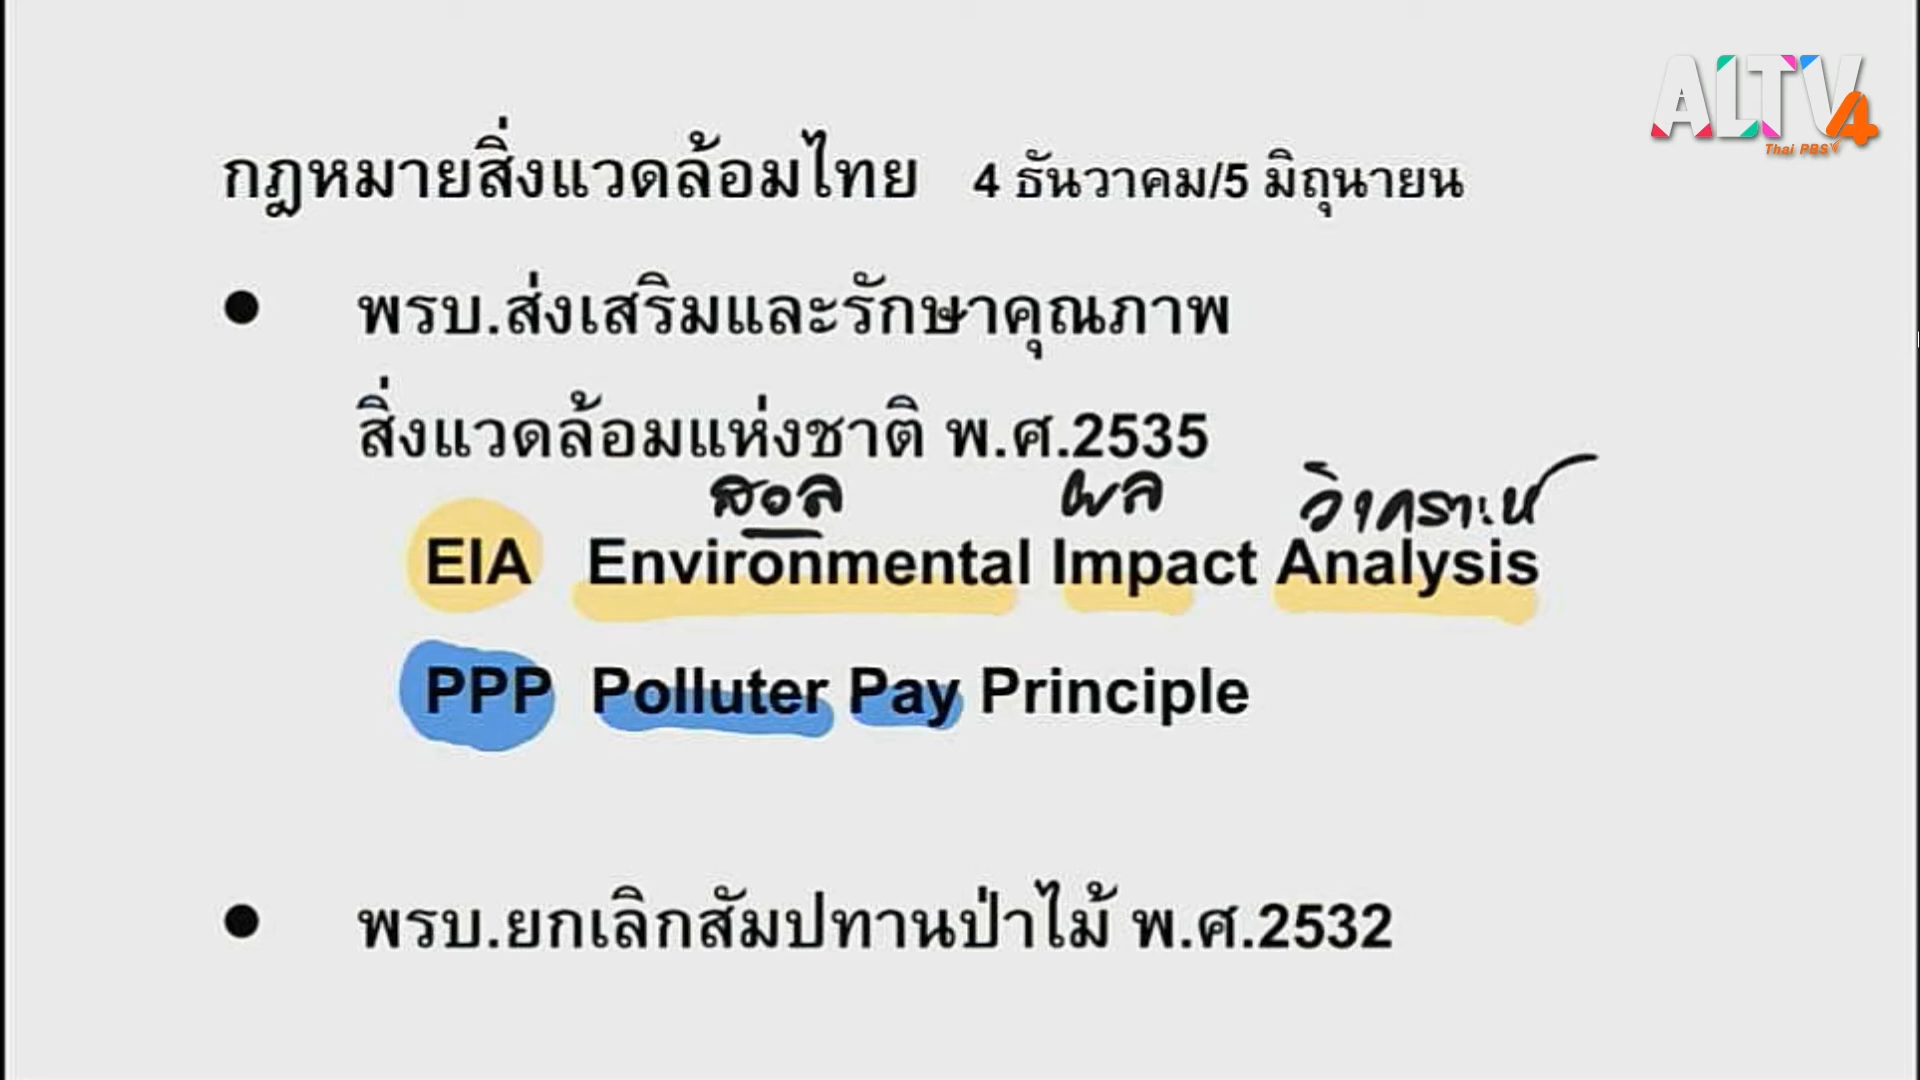 ALTV4
Thai PBS
กฎหมายสิ่งแวดล้อมไทย 4 ธันวาคม/5 มิถุนายน
● พรบ.ส่งเสริมและรักษาคุณภาพ
สิ่งแวดล้อมแห่งชาติ พ.ศ.2535
สวล ผล วิเคราะห์
EIA Environmental Impact Analysis
PPP Polluter Pay Principle
● พรบ.ยกเลิกสัมปทานป่าไม้ พ.ศ.2532